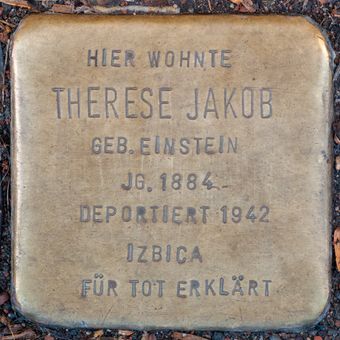 HIER WOHNTE
THERESE JAKOB
GEB. EINSTEIN
JG. 1884
DEPORTIERT 1942
IZBICA
FÜR TOT ERKLÄRT